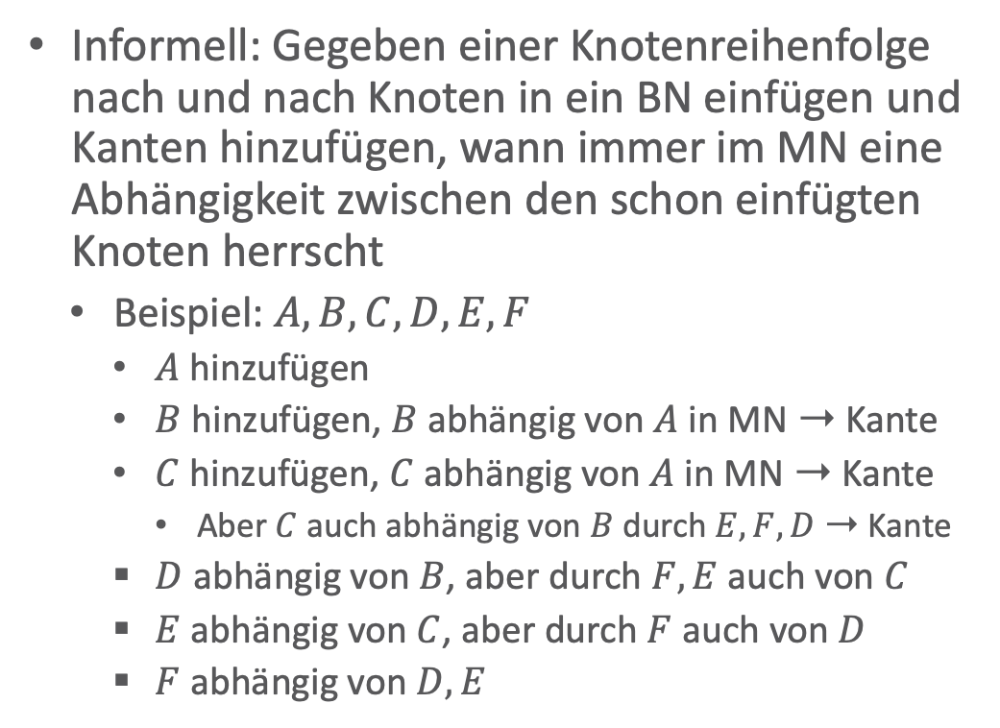 • Informell: Gegeben einer Knotenreihenfolge
nach und nach Knoten in ein BN einfügen und
Kanten hinzufügen, wann immer im MN eine
Abhängigkeit zwischen den schon einfügten
Knoten herrscht
• Beispiel: A, B, C, D, E, F
• A hinzufügen
• B hinzufügen, B abhängig von A in MN → Kante
• C hinzufügen, C abhängig von A in MN → Kante
• Aber C auch abhängig von B durch E, F, D → Kante
▪ D abhängig von B, aber durch F, E auch von C
▪ E abhängig von C, aber durch F auch von D
▪ F abhängig von D, E